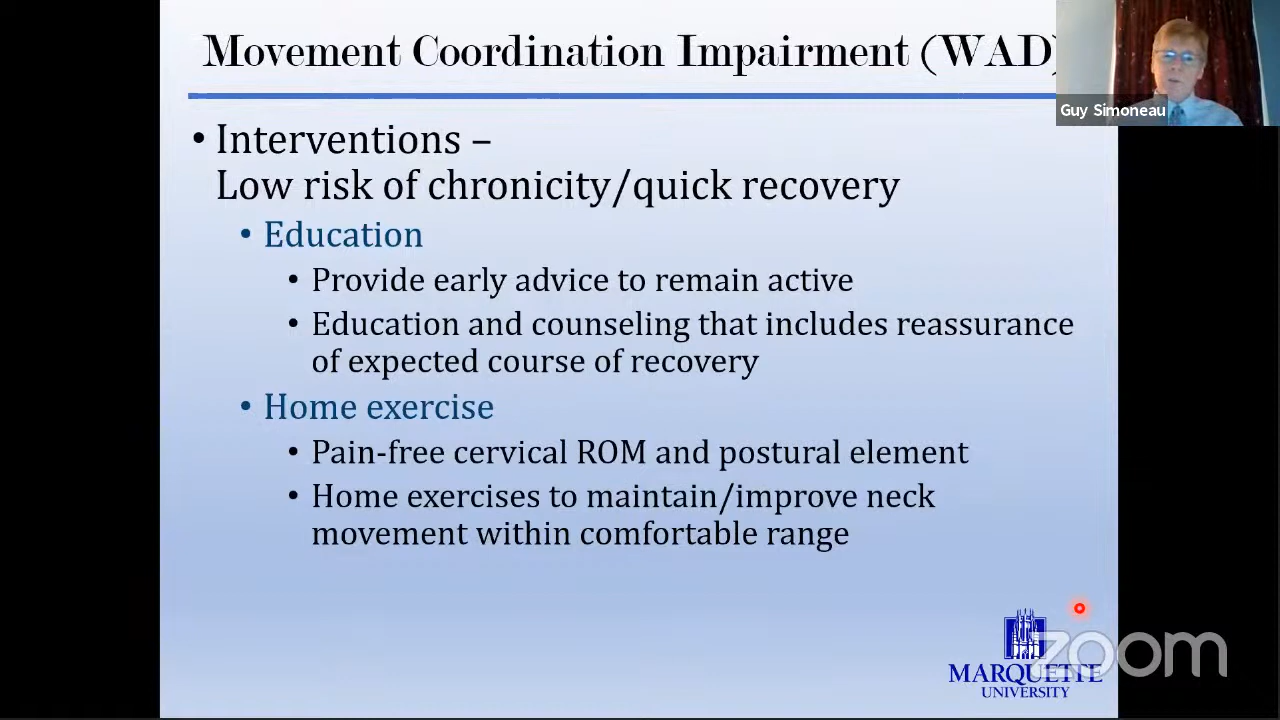 Movement Coordination Impairment (WAD)
Guy Simoneau
• Interventions –
Low risk of chronicity/quick recovery
• Education
• Provide early advice to remain active
• Education and counseling that includes reassurance
of expected course of recovery
• Home exercise
• Pain-free cervical ROM and postural element
• Home exercises to maintain/improve neck
movement within comfortable range
zoom
MARQUETTE
UNIVERSITY